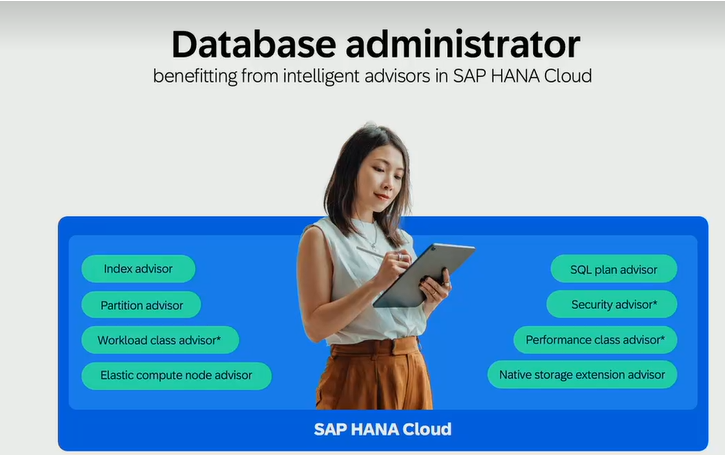 Database administrator
benefitting from intelligent advisors in SAP HANA Cloud
Index advisor
Partition advisor
Workload class advisor*
Elastic compute node advisor
SQL plan advisor
Security advisor*
Performance class advisor*
Native storage extension advisor
SAP HANA Cloud